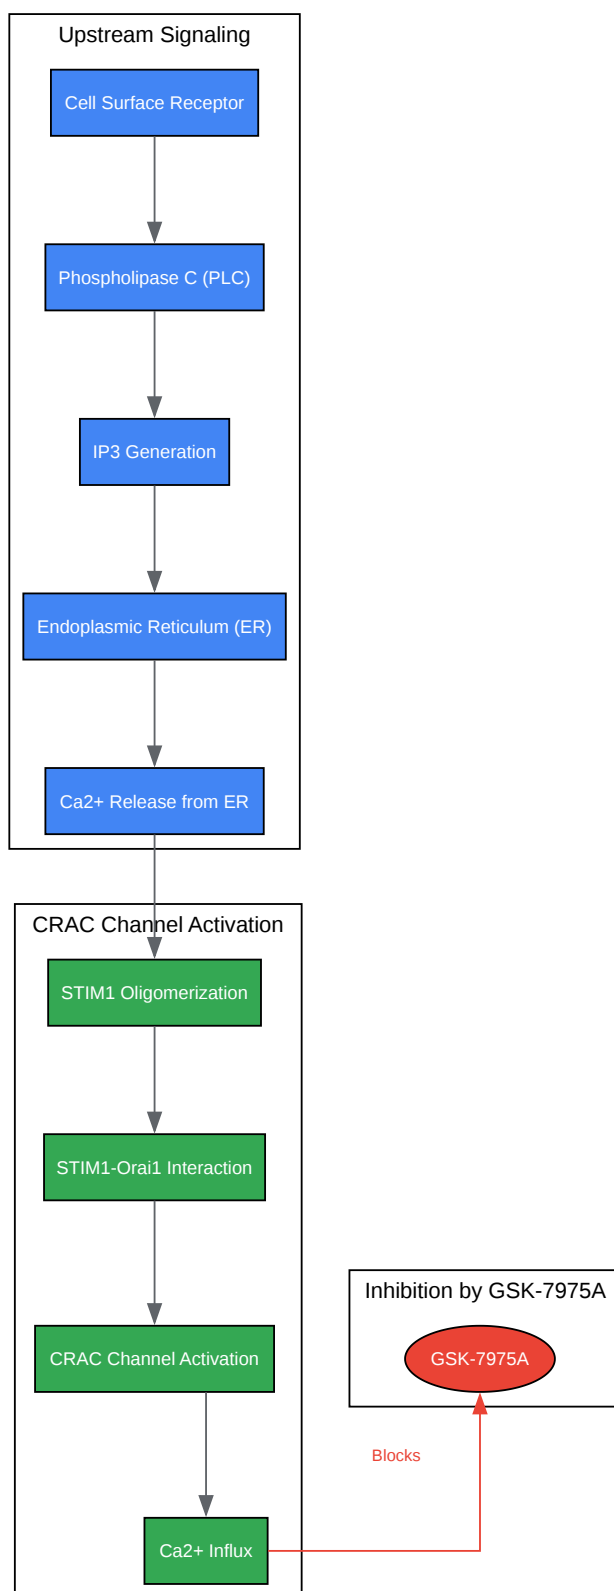 Upstream Signaling
Cell Surface Receptor
Phospholipase C (PLC)
IP3 Generation
Endoplasmic Reticulum (ER)
Ca2+ Release from ER
CRAC Channel Activation
STIM1 Oligomerization
STIM1-Orai1 Interaction
CRAC Channel Activation
Ca2+ Influx
Inhibition by GSK-7975A
GSK-7975A
Blocks